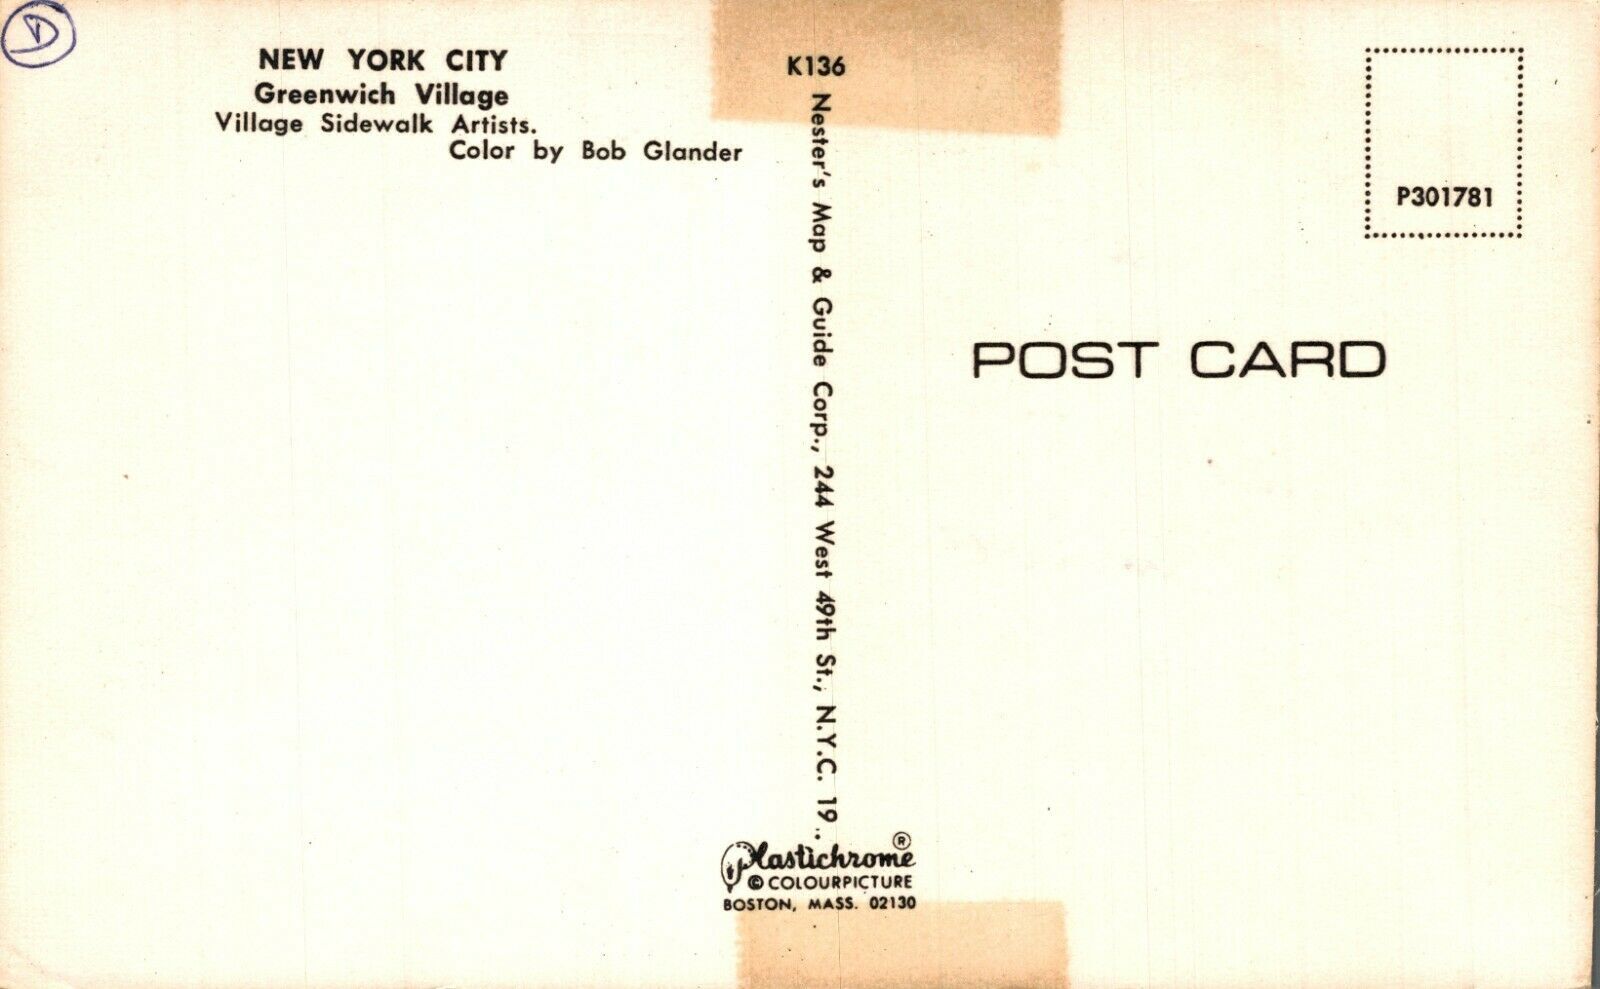 D
NEW YORK CITY
Greenwich Village
Village Sidewalk Artists.
Color by Bob Glander
K136
Nester's Map & Guide Corp., 244 West 49th St., N.Y.C. 19
Plastichrome ®
© COLOURPICTURE
BOSTON, MASS. 02130
P301781
POST CARD